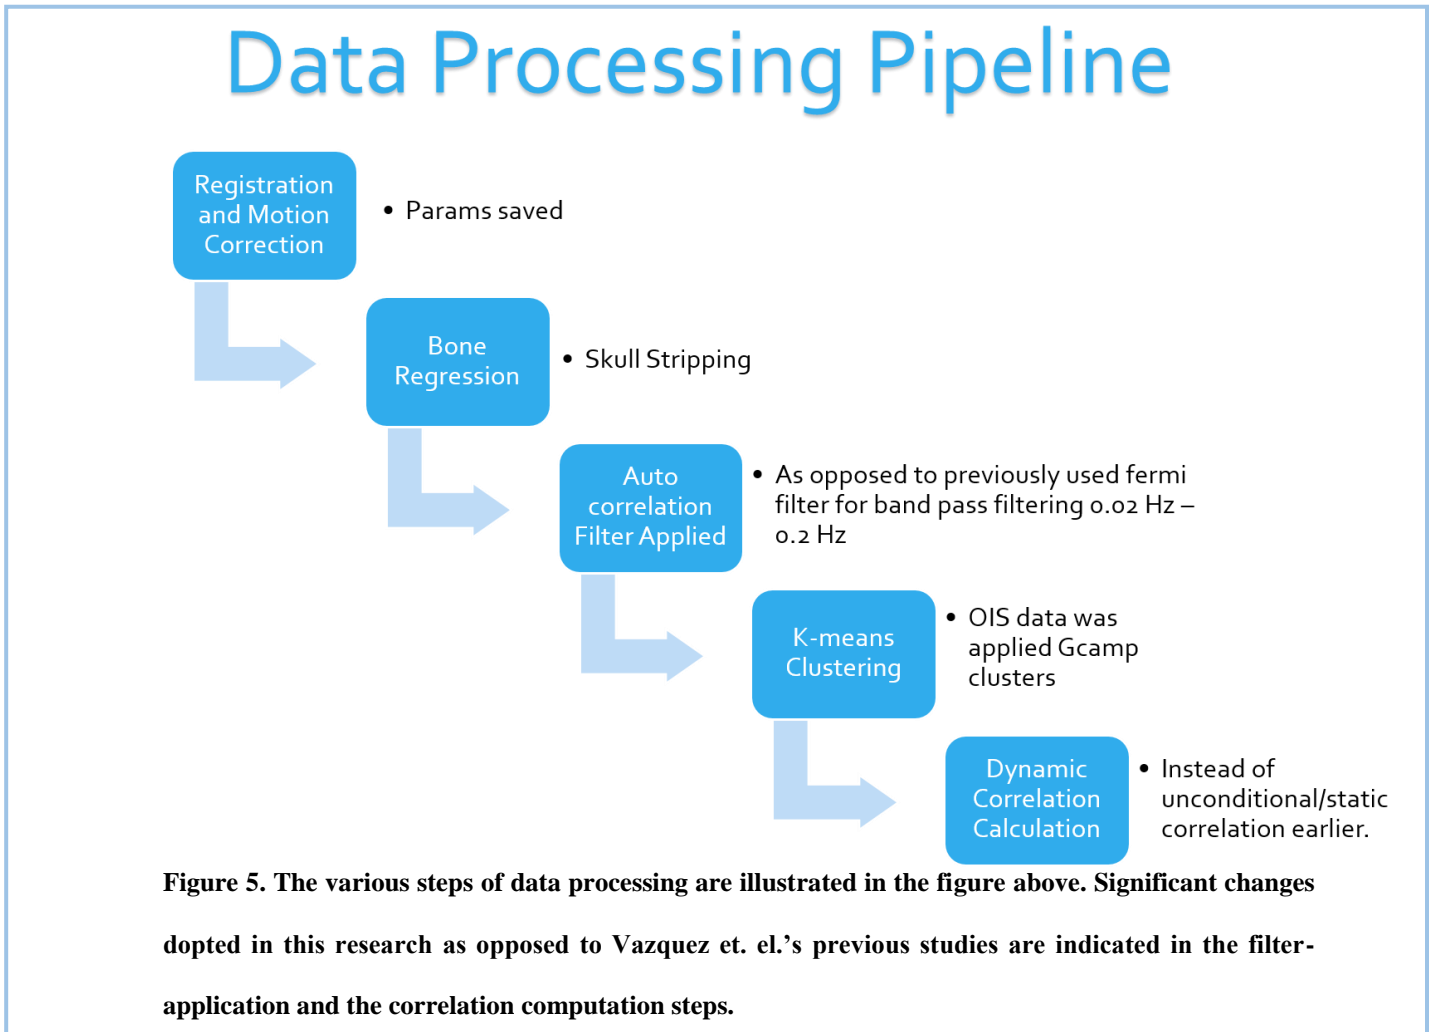 Data Processing Pipeline
Registration
and Motion
Correction
• Params saved
Bone
Regression
• Skull Stripping
Auto
correlation
Filter Applied
• As opposed to previously used fermi
filter for band pass filtering 0.02 Hz –
0.2 Hz
K-means
Clustering
• OIS data was
applied Gcamp
clusters
Dynamic
Correlation
Calculation
• Instead of
unconditional/static
correlation earlier.
Figure 5. The various steps of data processing are illustrated in the figure above. Significant changes
dopted in this research as opposed to Vazquez et. el.’s previous studies are indicated in the filter-
application and the correlation computation steps.